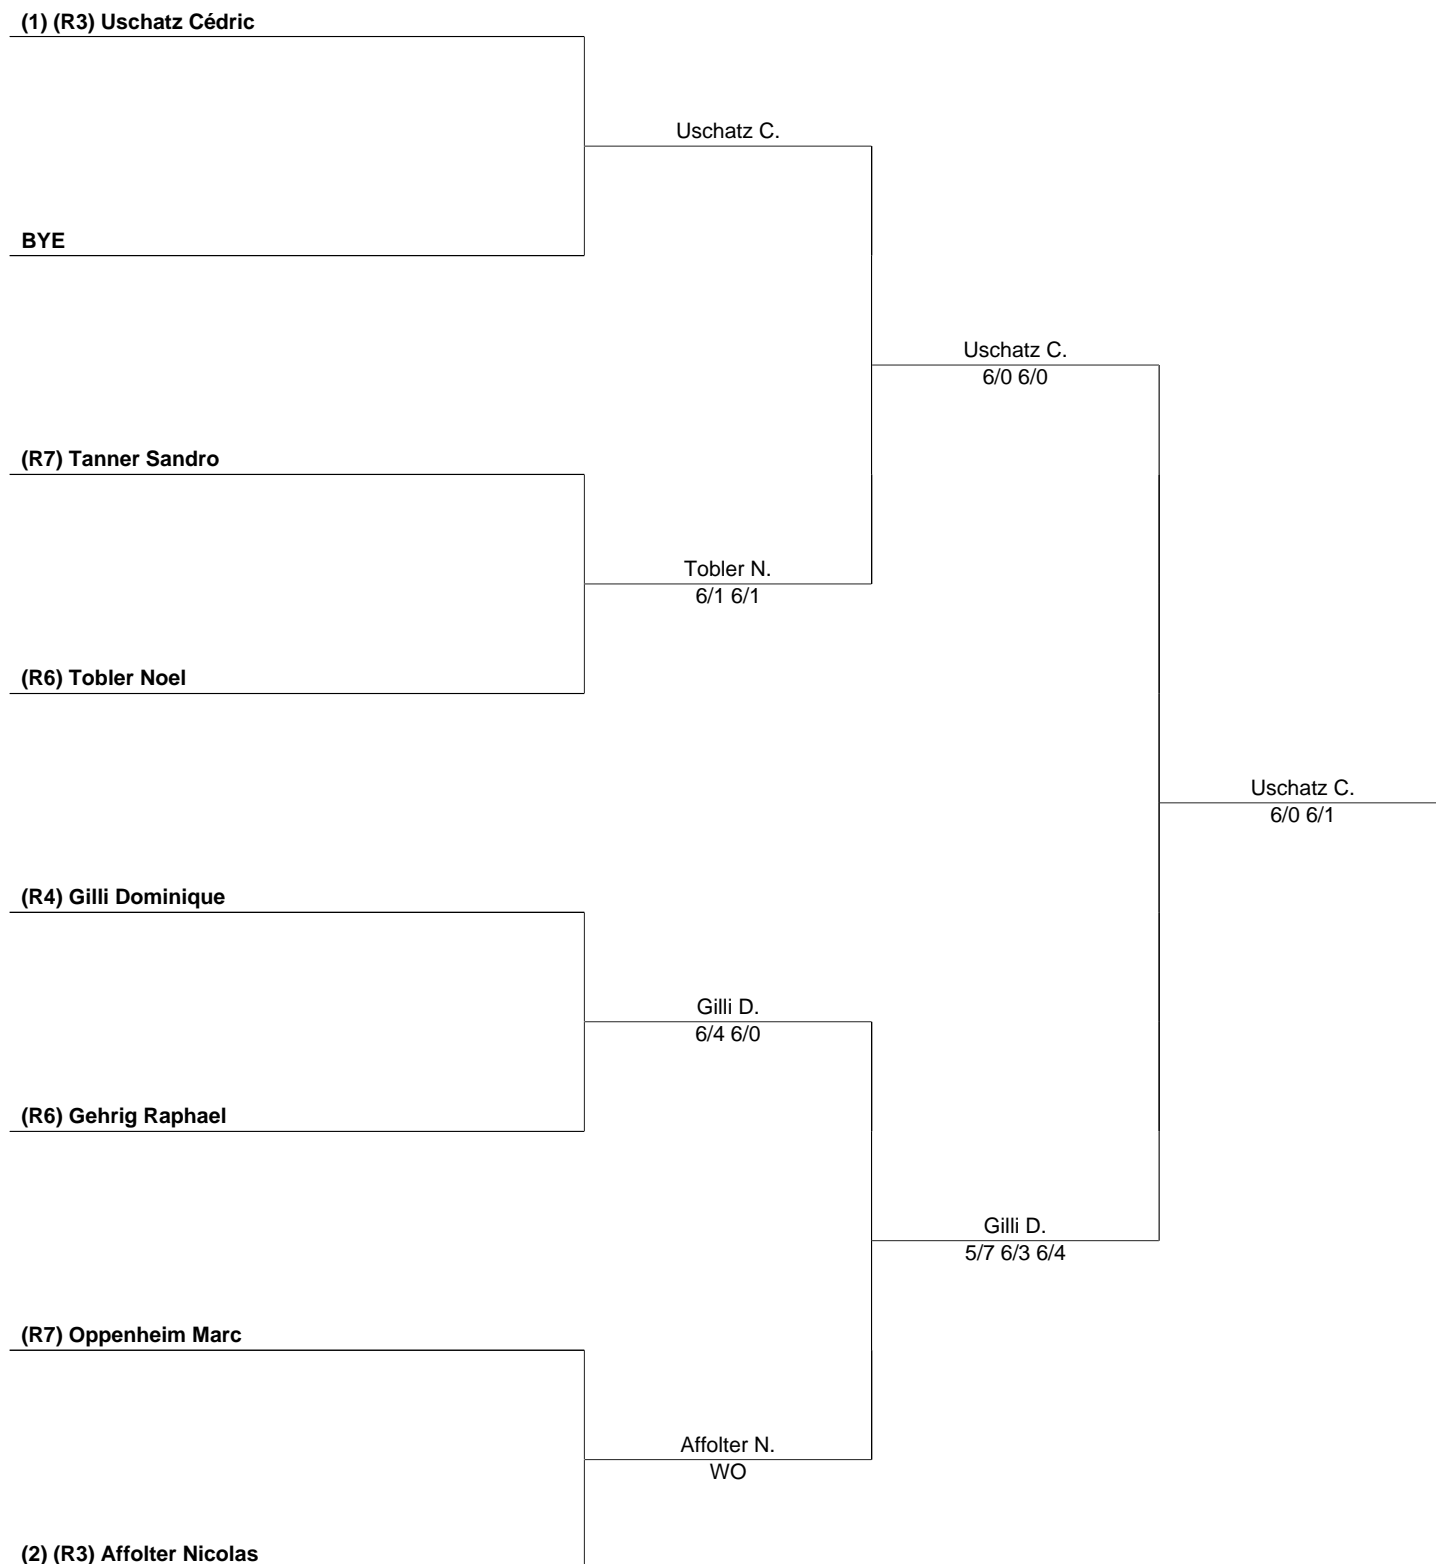 (1) (R3) Uschatz Cédric
Uschatz C.
BYE
Uschatz C.
6/0 6/0
(R7) Tanner Sandro
Tobler N.
6/1 6/1
(R6) Tobler Noel
Uschatz C.
6/0 6/1
(R4) Gilli Dominique
Gilli D.
6/4 6/0
(R6) Gehrig Raphael
Gilli D.
5/7 6/3 6/4
(R7) Oppenheim Marc
Affolter N.
WO
(2) (R3) Affolter Nicolas